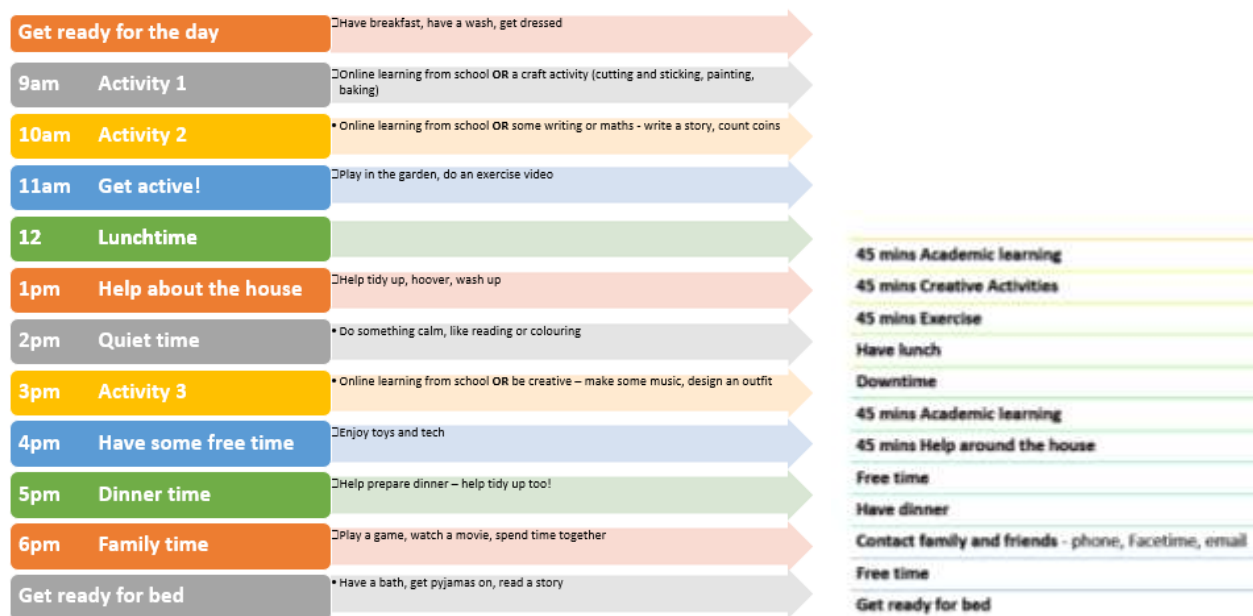 Get ready for the day
Have breakfast, have a wash, get dressed
9am Activity 1
Online learning from school OR a craft activity (cutting and sticking, painting,
baking)
10am Activity 2
• Online learning from school OR some writing or maths - write a story, count coins
11am Get active!
Play in the garden, do an exercise video
12 Lunchtime
1pm Help about the house
Help tidy up, hoover, wash up
2pm Quiet time
• Do something calm, like reading or colouring
3pm Activity 3
• Online learning from school OR be creative – make some music, design an outfit
4pm Have some free time
Enjoy toys and tech
5pm Dinner time
Help prepare dinner – help tidy up too!
6pm Family time
Play a game, watch a movie, spend time together
Get ready for bed
• Have a bath, get pyjamas on, read a story
45 mins Academic learning
45 mins Creative Activities
45 mins Exercise
Have lunch
Downtime
45 mins Academic learning
45 mins Help around the house
Free time
Have dinner
Contact family and friends - phone, Facetime, email
Free time
Get ready for bed